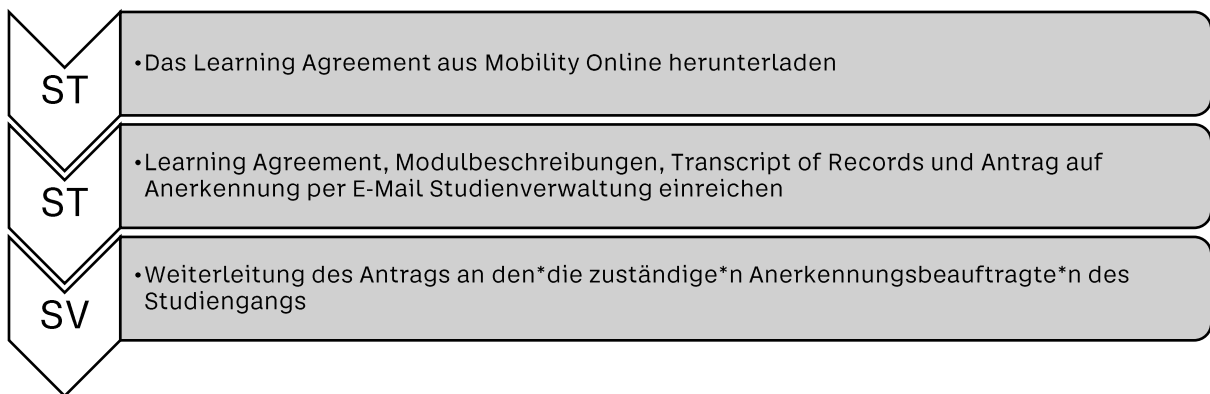 ST
•Das Learning Agreement aus Mobility Online herunterladen
ST
•Learning Agreement, Modulbeschreibungen, Transcript of Records und Antrag auf
Anerkennung per E-Mail Studienverwaltung einreichen
SV
•Weiterleitung des Antrags an den*die zuständige*n Anerkennungsbeauftragte*n des
Studiengangs